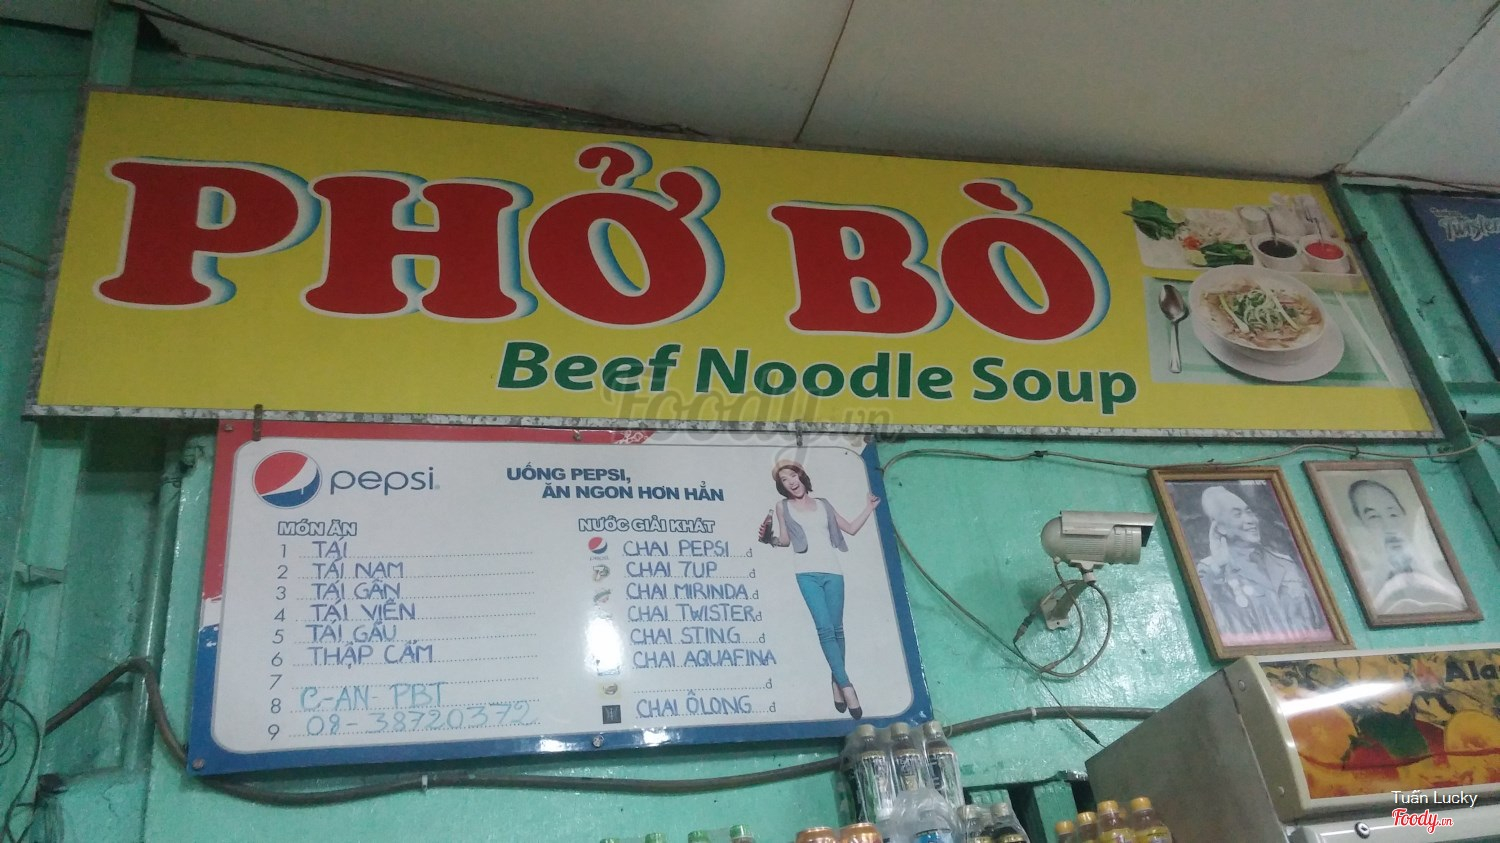 PHỞ BÒ
Beef Noodle Soup
Foody.vn
pepsi
UỐNG PEPSI,
ĂN NGON HƠN HẲN
MÓN ĂN
1 TÁI
2 TÁI NẠM
3 TÁI GÂN
4 TÁI VIÊN
5 TÁI GẦU
6 THẬP CẨM
7
8 C-AN-PBT
9 08-38720372
NƯỚC GIẢI KHÁT
CHAI PEPSI đ
CHAI 7UP đ
CHAI MIRINDA đ
CHAI TWISTER đ
CHAI STING đ
CHAI AQUAFINA
đ
CHAI ÔLONG đ
Tuấn Lucky
Foody.vn